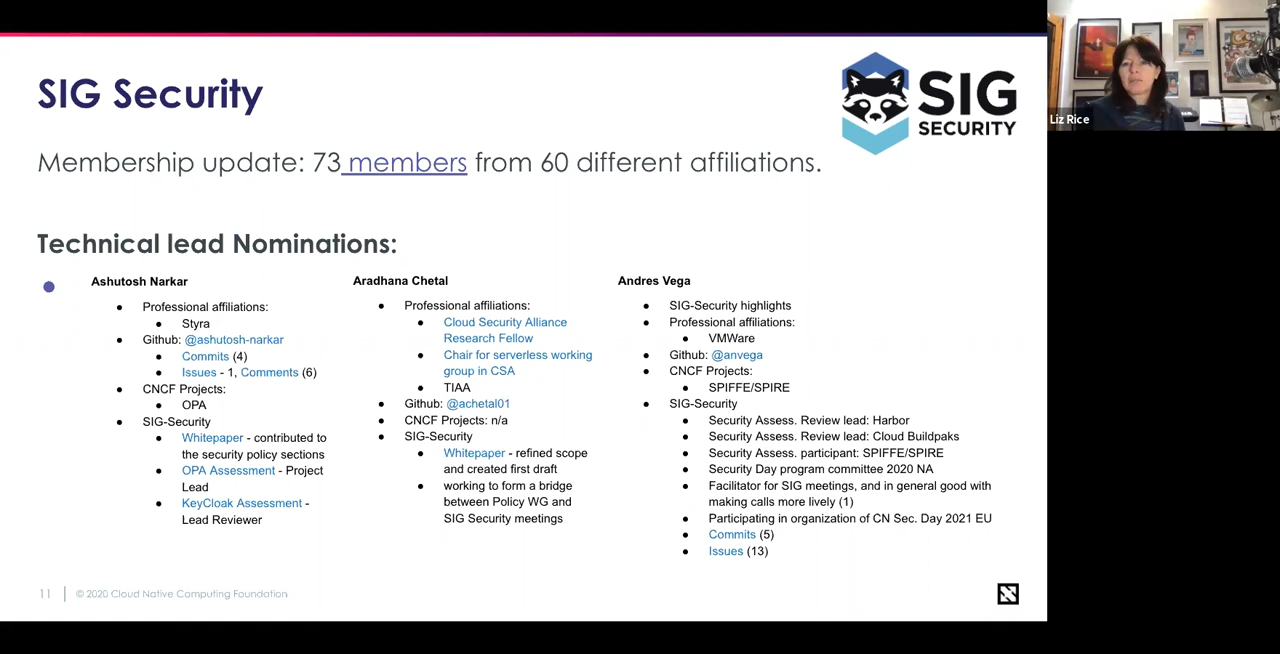 SIG Security
SIG
SECURITY
Liz Rice
Membership update: 73 members from 60 different affiliations.
Technical lead Nominations:
Ashutosh Narkar
Professional affiliations:
Styra
Github: @ashutosh-narkar
Commits (4)
Issues - 1, Comments (6)
CNCF Projects:
OPA
SIG-Security
Whitepaper - contributed to
the security policy sections
OPA Assessment - Project
Lead
KeyCloak Assessment -
Lead Reviewer
Aradhana Chetal
Professional affiliations:
Cloud Security Alliance
Research Fellow
Chair for serverless working
group in CSA
TIAA
Github: @achetal01
CNCF Projects: n/a
SIG-Security
Whitepaper - refined scope
and created first draft
working to form a bridge
between Policy WG and
SIG Security meetings
Andres Vega
SIG-Security highlights
Professional affiliations:
VMWare
Github: @anvega
CNCF Projects:
SPIFFE/SPIRE
SIG-Security
Security Assess. Review lead: Harbor
Security Assess. Review lead: Cloud Buildpaks
Security Assess. participant: SPIFFE/SPIRE
Security Day program committee 2020 NA
Facilitator for SIG meetings, and in general good with
making calls more lively (1)
Participating in organization of CN Sec. Day 2021 EU
Commits (5)
Issues (13)
11
© 2020 Cloud Native Computing Foundation